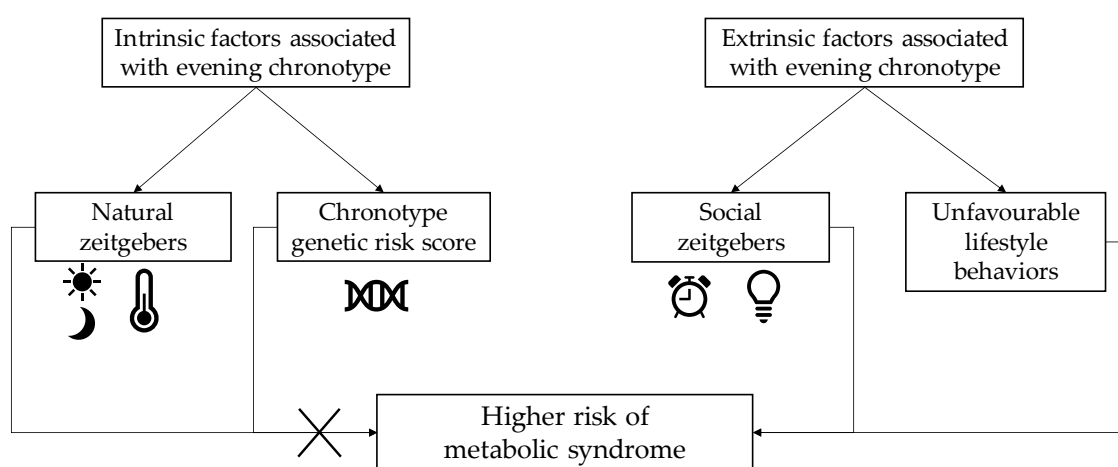 Intrinsic factors associated
with evening chronotype
Extrinsic factors associated
with evening chronotype
Natural
zeitgebers
Chronotype
genetic risk score
Social
zeitgebers
Unfavourable
lifestyle
behaviors
Higher risk of
metabolic syndrome